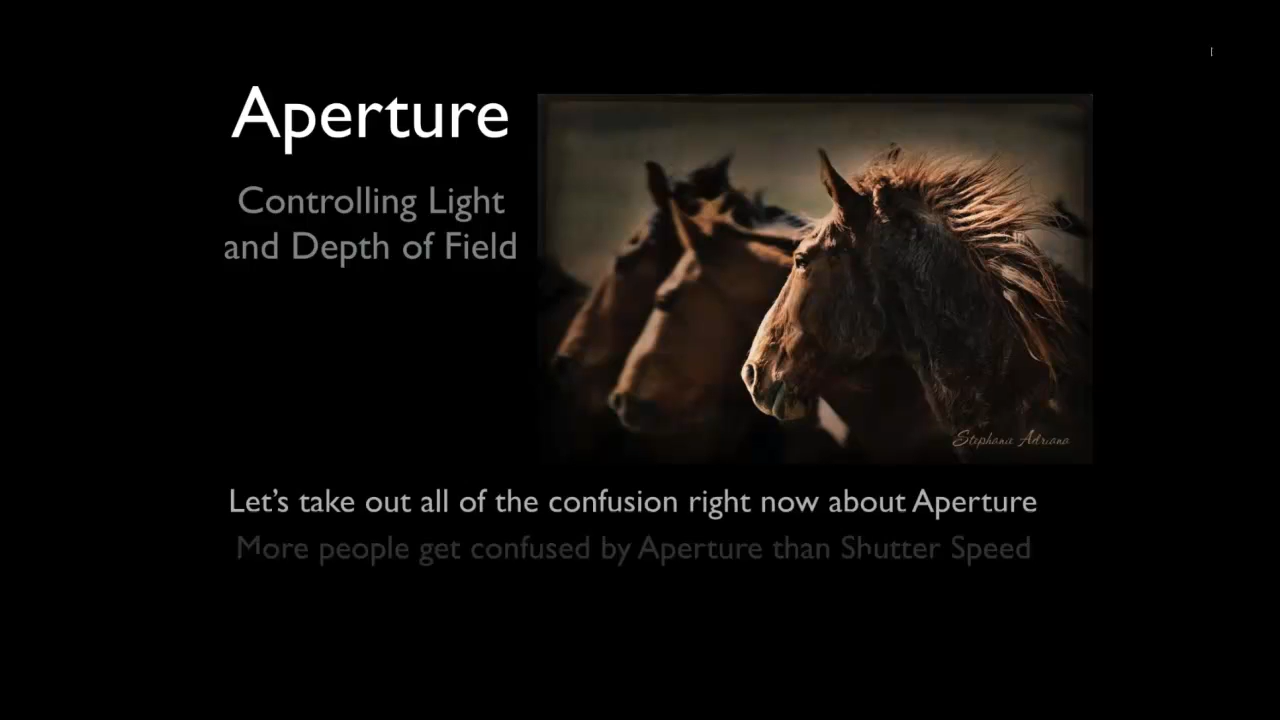 Aperture
Controlling Light
and Depth of Field
Stephanie Adriana
Let's take out all of the confusion right now about Aperture
More people get confused by Aperture than Shutter Speed